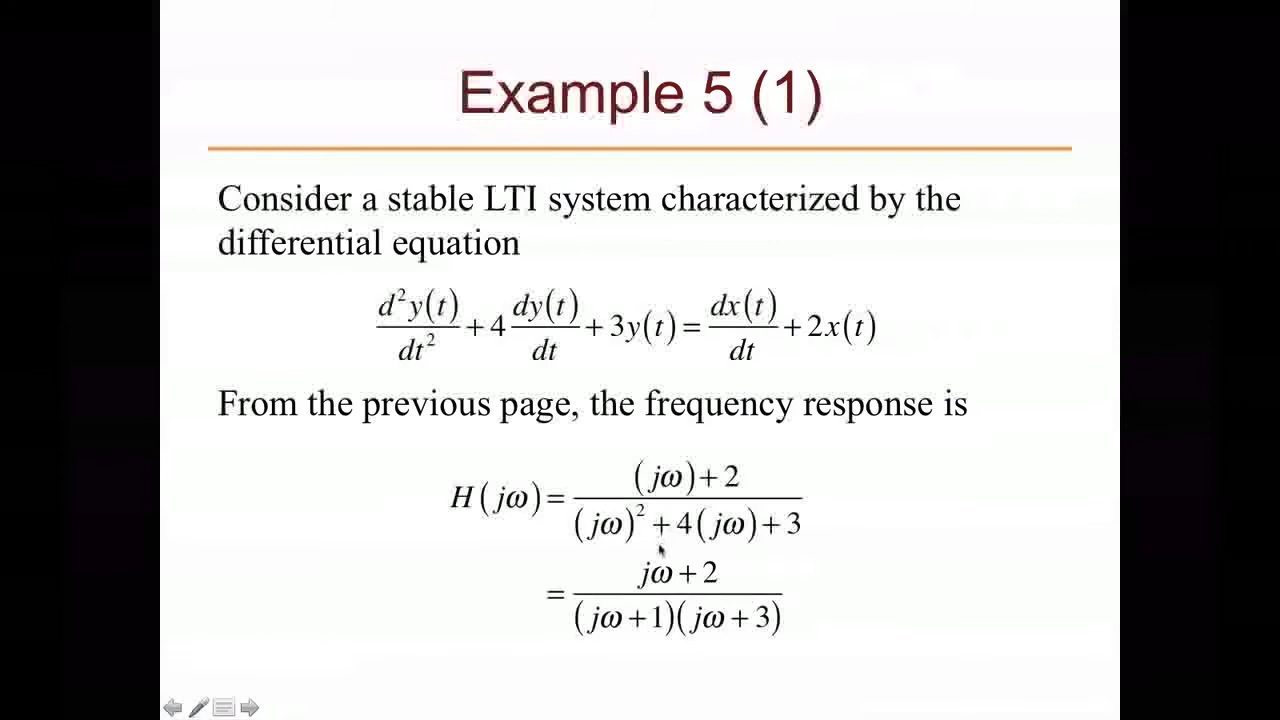 Example 5 (1)
Consider a stable LTI system characterized by the
differential equation
d²y(t)/dt² + 4 dy(t)/dt + 3y(t) = dx(t)/dt + 2x(t)
From the previous page, the frequency response is
H(jω) = ((jω)+2)/((jω)² + 4(jω)+3)
= (jω+2)/((jω+1)(jω+3))